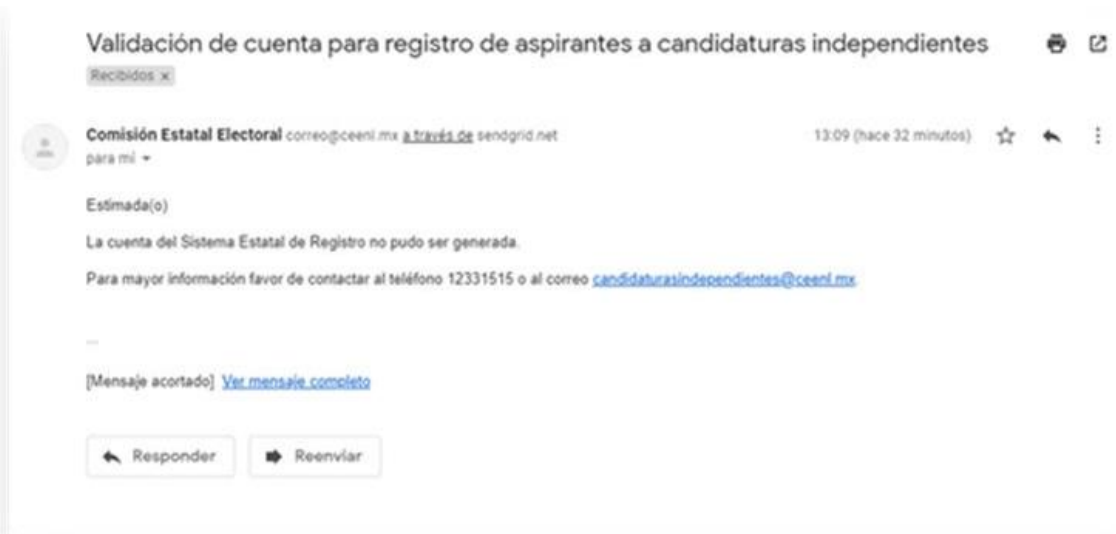 Validación de cuenta para registro de aspirantes a candidaturas independientes
Recibidos x
Comisión Estatal Electoral correo@ceenl.mx a través de sendgrid.net 13:09 (hace 32 minutos)
para mí
Estimada(o)
La cuenta del Sistema Estatal de Registro no pudo ser generada.
Para mayor información favor de contactar al teléfono 12331515 o al correo candidaturasindependientes@ceenl.mx.
...
[Mensaje acortado] Ver mensaje completo
Responder Reenviar